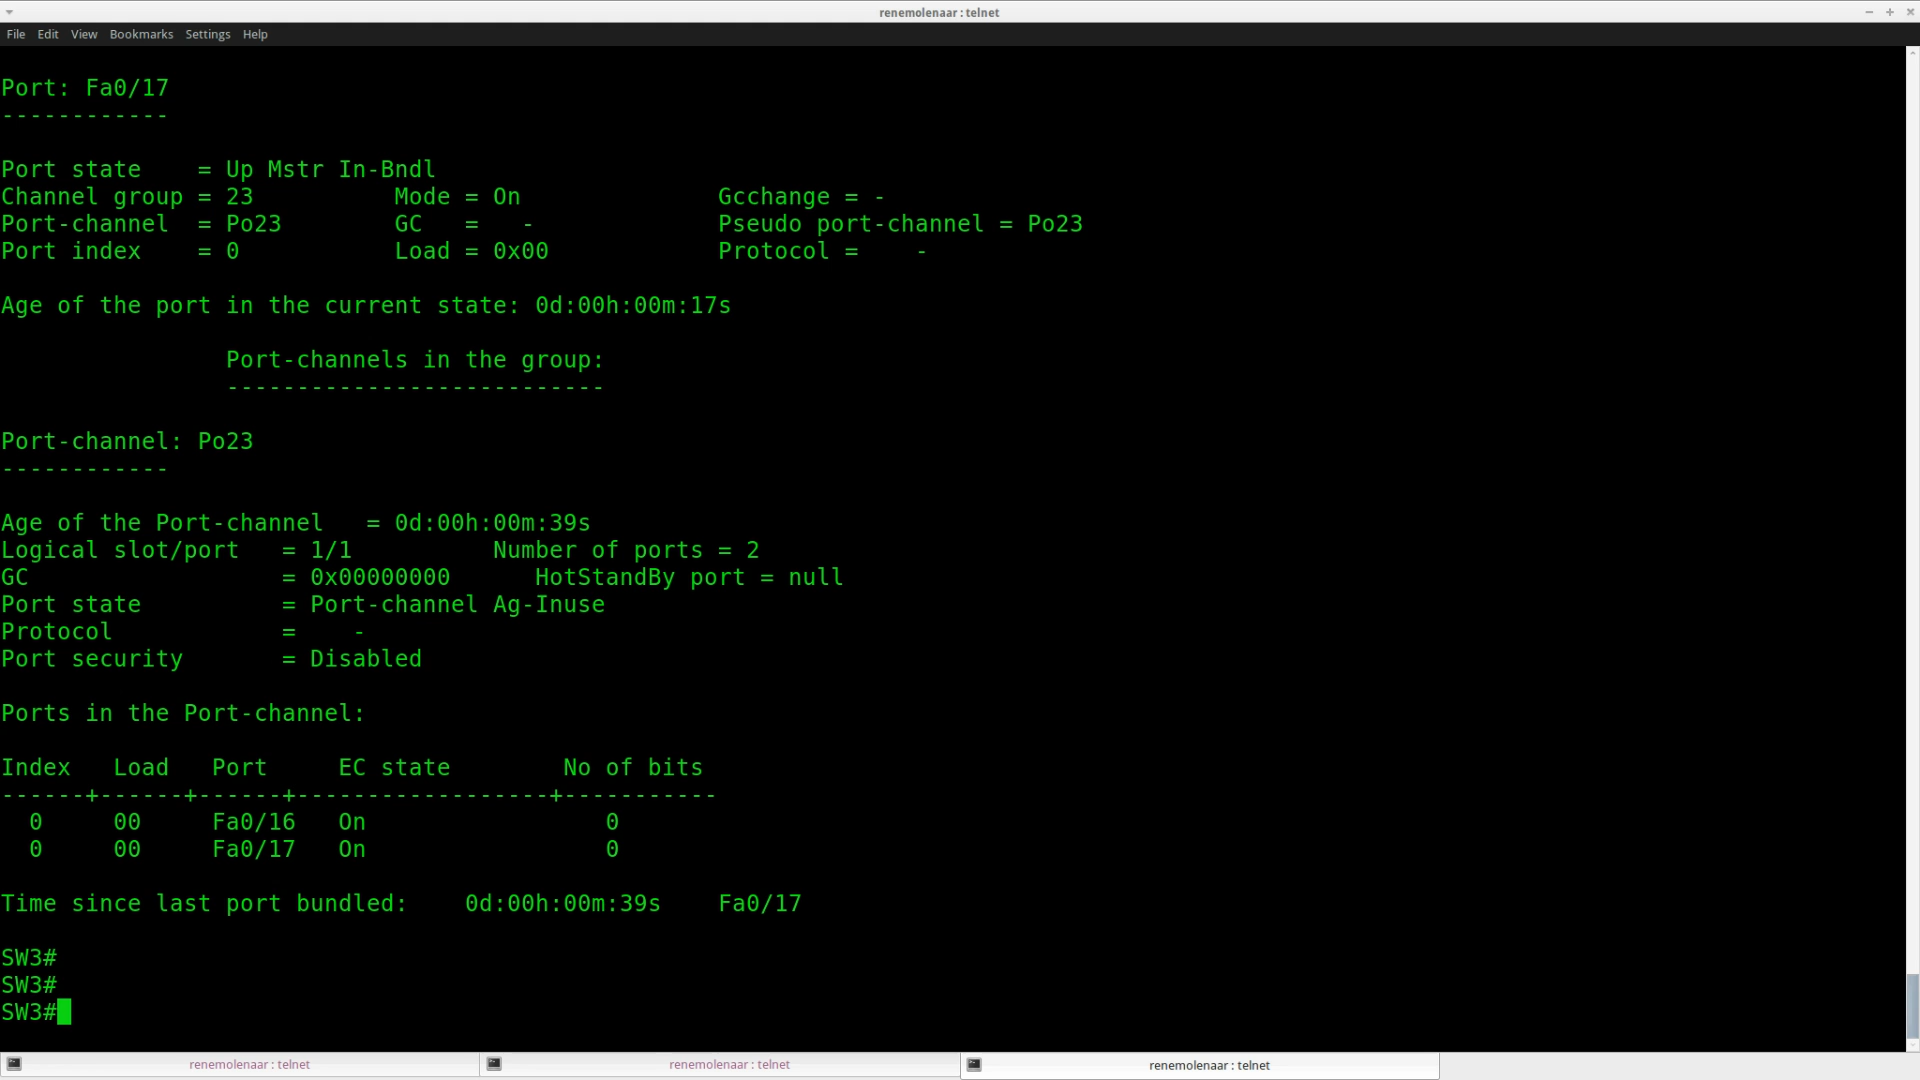 renemolenaar : telnet
File Edit View Bookmarks Settings Help
Port: Fa0/17
------------
Port state    = Up Mstr In-Bndl
Channel group = 23          Mode = On              Gcchange = -
Port-channel  = Po23        GC   =   -             Pseudo port-channel = Po23
Port index    = 0           Load = 0x00            Protocol =    -
Age of the port in the current state: 0d:00h:00m:17s
                Port-channels in the group:
                ---------------------------
Port-channel: Po23
------------
Age of the Port-channel   = 0d:00h:00m:39s
Logical slot/port   = 1/1          Number of ports = 2
GC                  = 0x00000000      HotStandBy port = null
Port state          = Port-channel Ag-Inuse
Protocol            =    -
Port security       = Disabled
Ports in the Port-channel:
Index   Load   Port     EC state        No of bits
------+------+------+------------------+-----------
  0     00     Fa0/16   On                 0
  0     00     Fa0/17   On                 0
Time since last port bundled:    0d:00h:00m:39s    Fa0/17
SW3#
SW3#
SW3#
renemolenaar : telnet renemolenaar : telnet renemolenaar : telnet